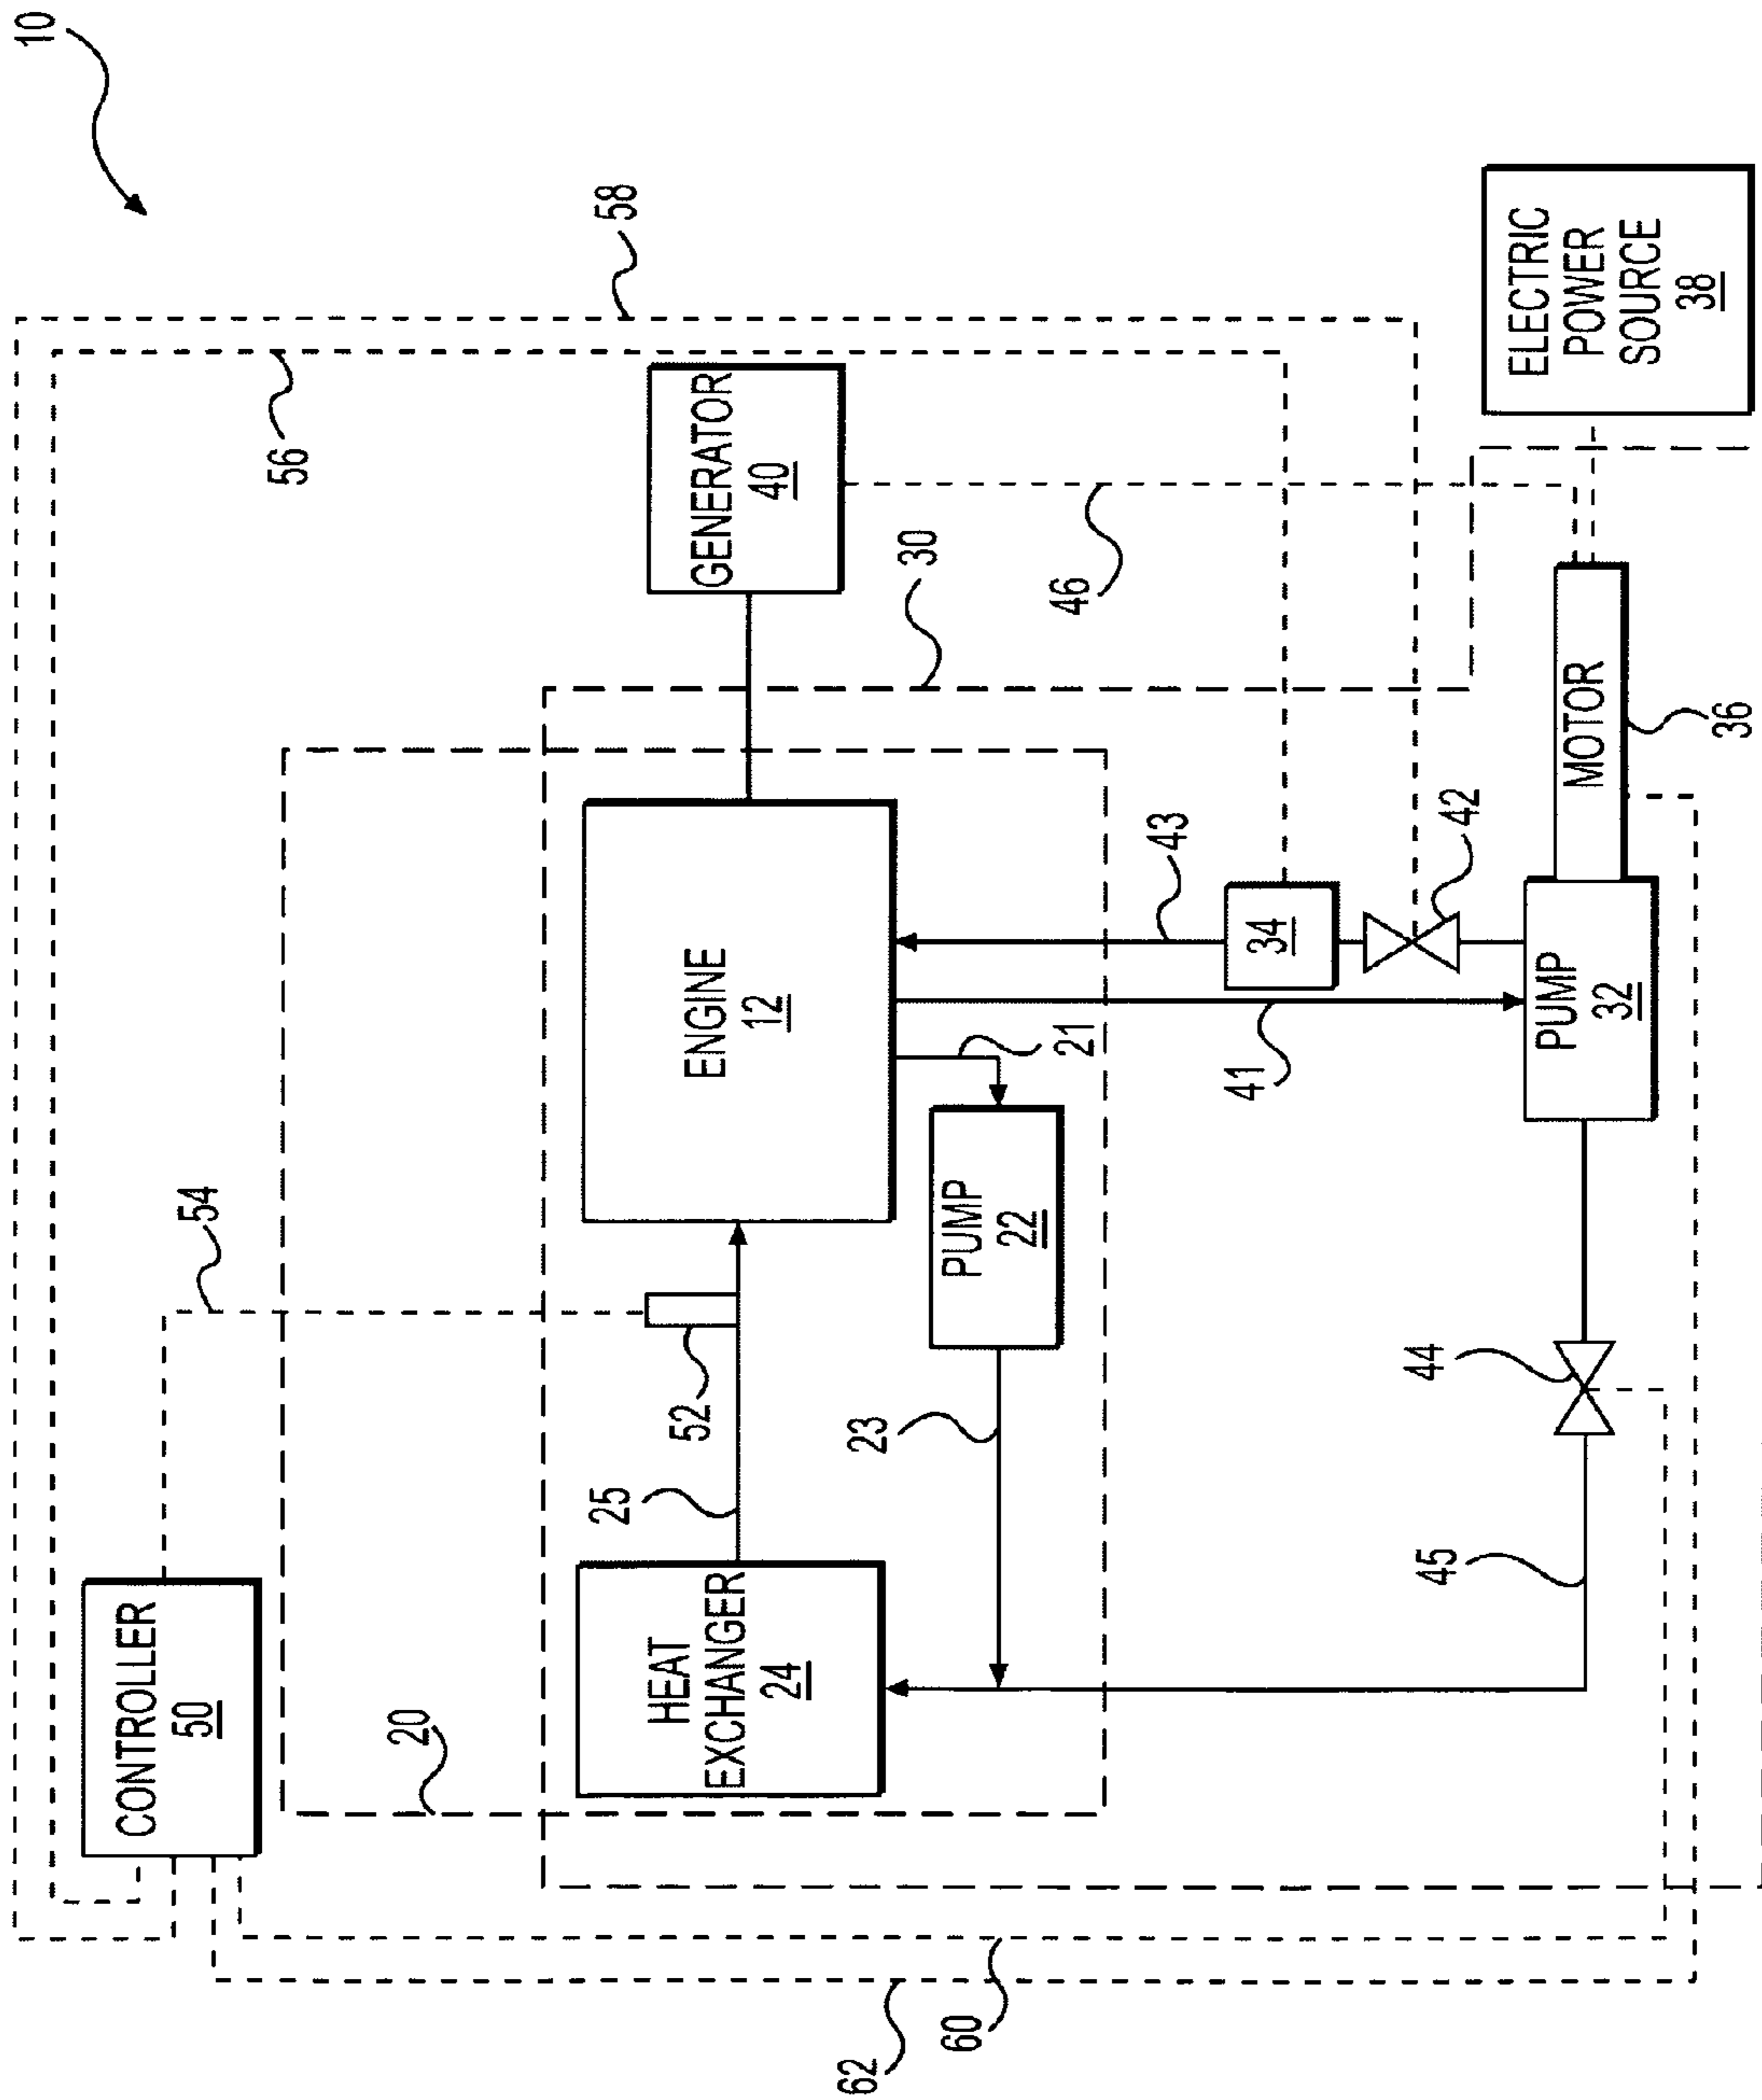 10
58
56
ELECTRIC
POWER
SOURCE
38
GENERATOR
40
46
30
MOTOR
36
42
43
34
ENGINE
12
PUMP
32
41
21
PUMP
22
54
52
44
23
25
45
HEAT
EXCHANGER
24
CONTROLLER
50
20
60
62